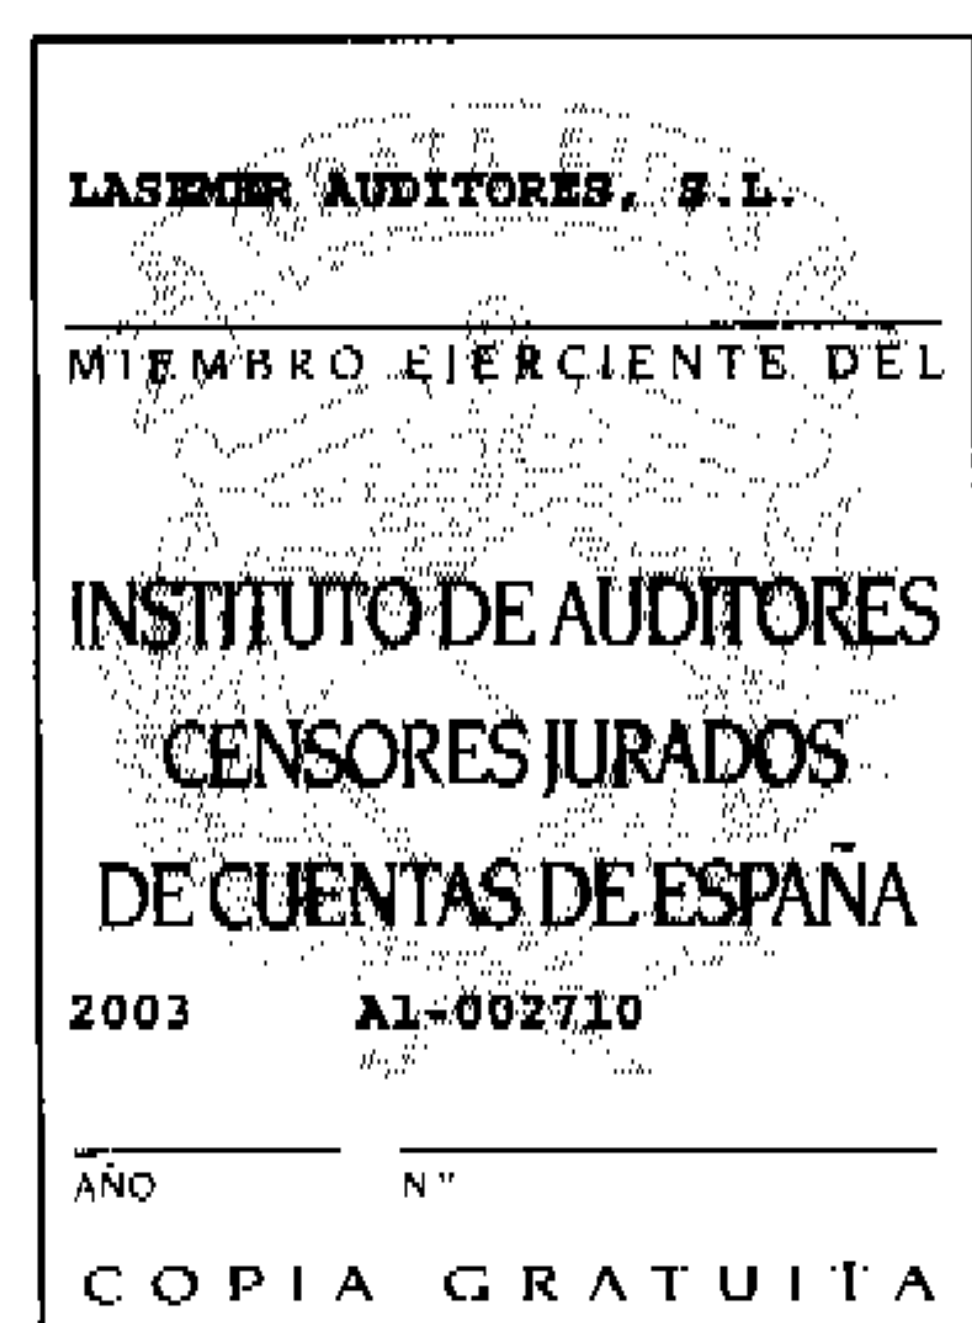 LASEMER AUDITORES, S.L.
MIEMBRO EJERCIENTE DEL
INSTITUTO DE AUDITORES
CENSORES JURADOS
DE CUENTAS DE ESPAÑA
2003 A1-002710
AÑO Nº
COPIA GRATUITA